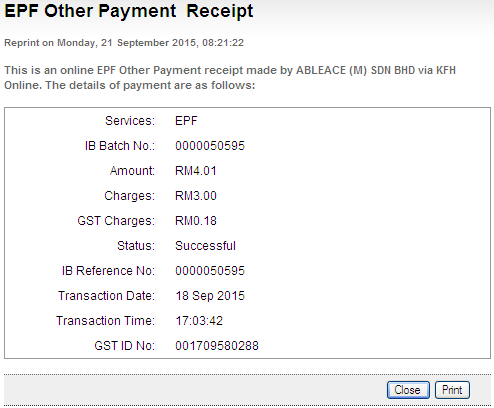 EPF Other Payment Receipt
Reprint on Monday, 21 September 2015, 08:21:22
This is an online EPF Other Payment receipt made by ABLEACE (M) SDN BHD via KFH
Online. The details of payment are as follows:
Services: EPF
IB Batch No.: 0000050595
Amount: RM4.01
Charges: RM3.00
GST Charges: RM0.18
Status: Successful
IB Reference No: 0000050595
Transaction Date: 18 Sep 2015
Transaction Time: 17:03:42
GST ID No: 001709580288
Close Print